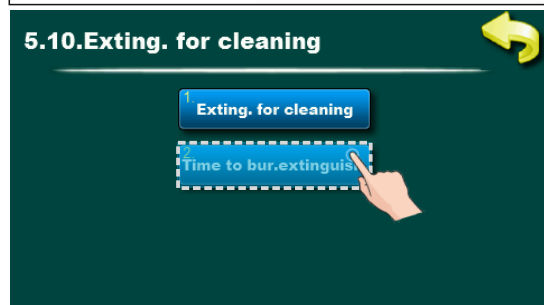 5.10.Exting. for cleaning
1.
Exting. for cleaning
2.
Time to bur.extinguis